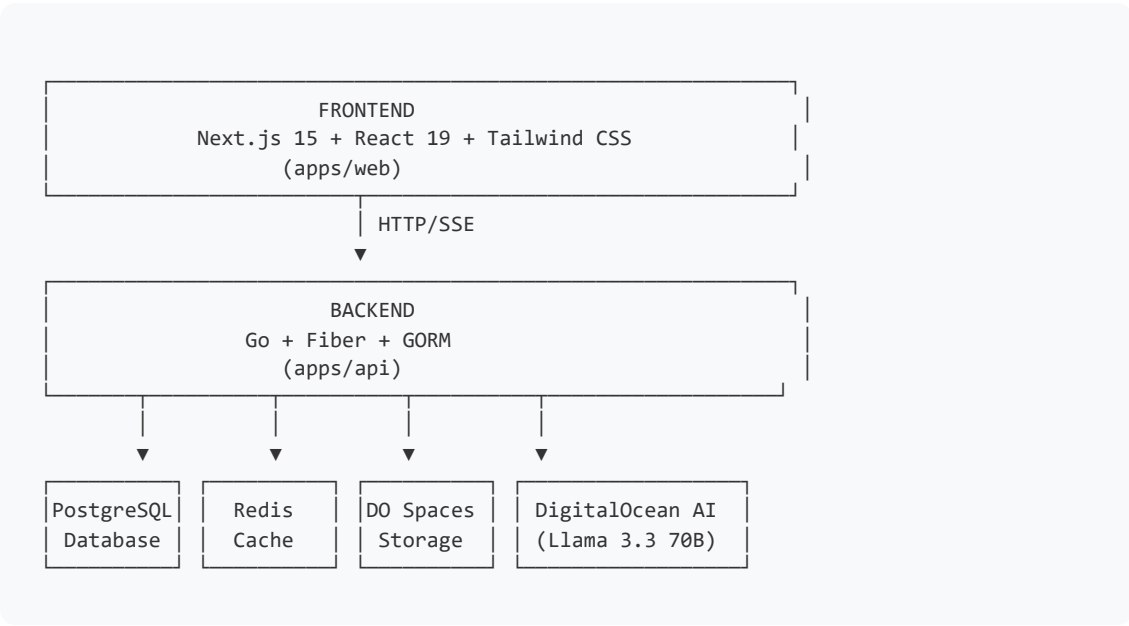 FRONTEND
Next.js 15 + React 19 + Tailwind CSS
(apps/web)
HTTP/SSE
BACKEND
Go + Fiber + GORM
(apps/api)
PostgreSQL Redis DO Spaces DigitalOcean AI
Database Cache Storage (Llama 3.3 70B)